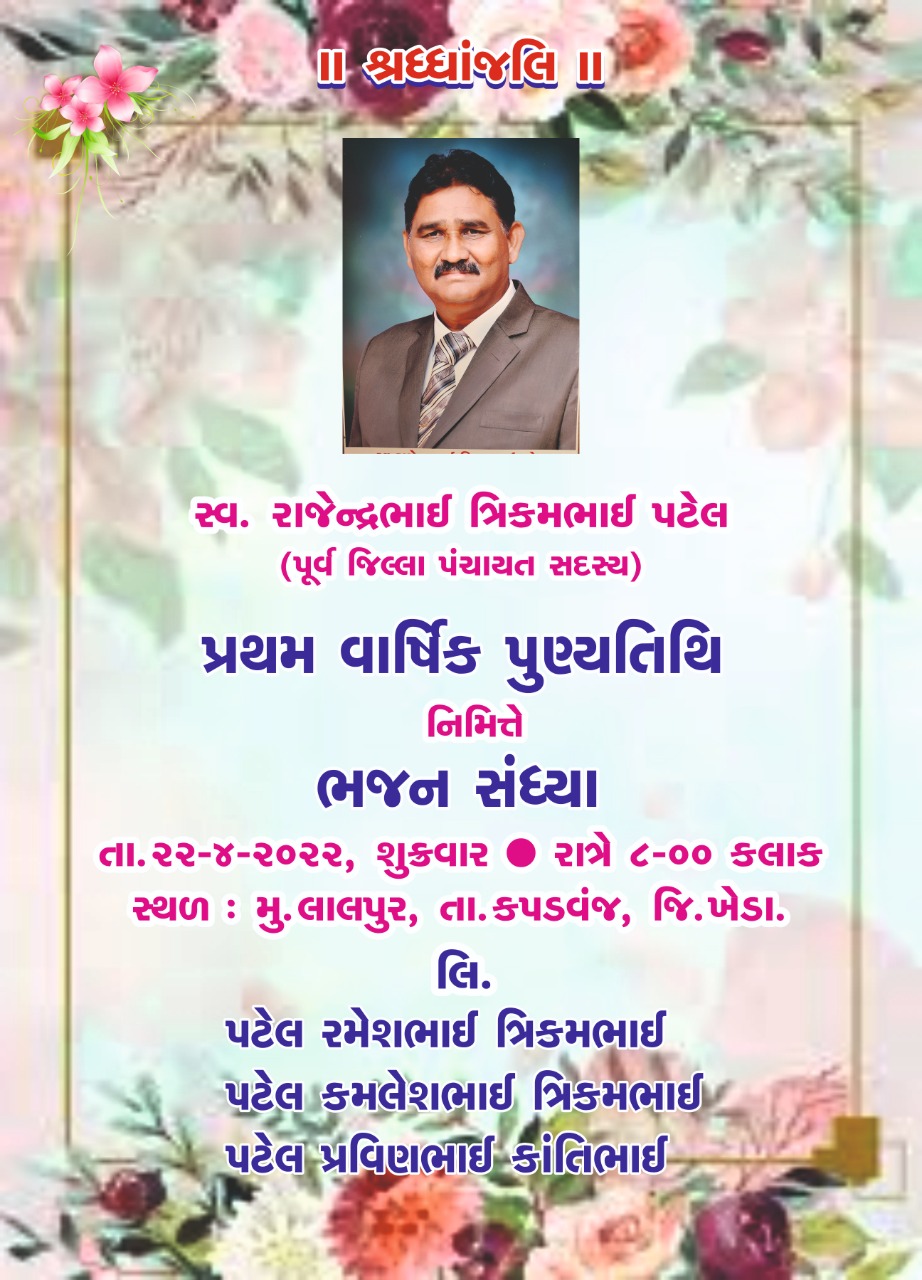 ॥ શ્રધ્ધાંજલિ ॥
સ્વ. રાજેન્દ્રભાઈ ત્રિકમભાઈ પટેલ
(પૂર્વ જિલ્લા પંચાયત સદસ્ય)
પ્રથમ વાર્ષિક પુણ્યતિથિ
નિમિત્તે
ભજન સંધ્યા
તા.૨૨-૪-૨૦૨૨, શુક્રવાર ● રાત્રે ૮-૦૦ કલાક
સ્થળ : મુ.લાલપુર, તા.કપડવંજ, જિ.ખેડા.
લિ.
પટેલ રમેશભાઈ ત્રિકમભાઈ
પટેલ કમલેશભાઈ ત્રિકમભાઈ
પટેલ પ્રવિણભાઈ કાંતિભાઈ